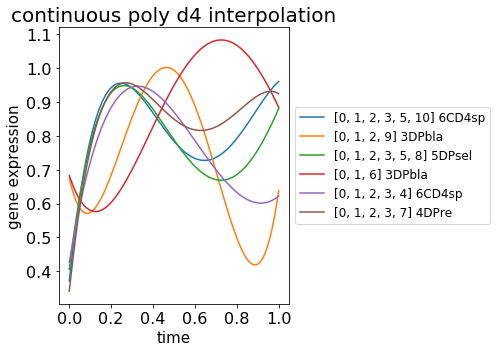 continuous poly d4 interpolation
1.1
1.0
0.9
0.8
0.7
0.6
0.5
0.4
gene expression
0.0 0.2 0.4 0.6 0.8 1.0
time
[0, 1, 2, 3, 5, 10] 6CD4sp
[0, 1, 2, 9] 3DPbla
[0, 1, 2, 3, 5, 8] 5DPsel
[0, 1, 6] 3DPbla
[0, 1, 2, 3, 4] 6CD4sp
[0, 1, 2, 3, 7] 4DPre